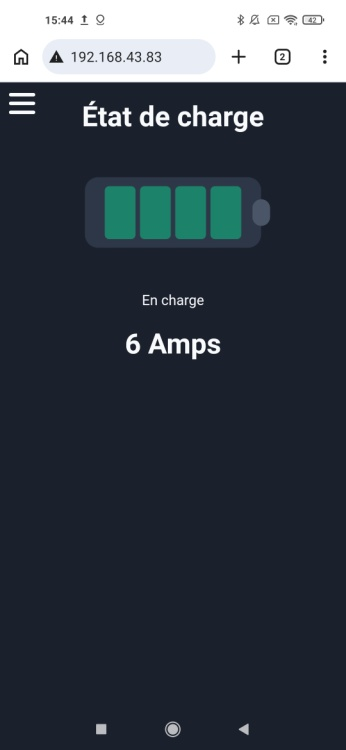 15:44
42
192.168.43.83
2
État de charge
En charge
6 Amps